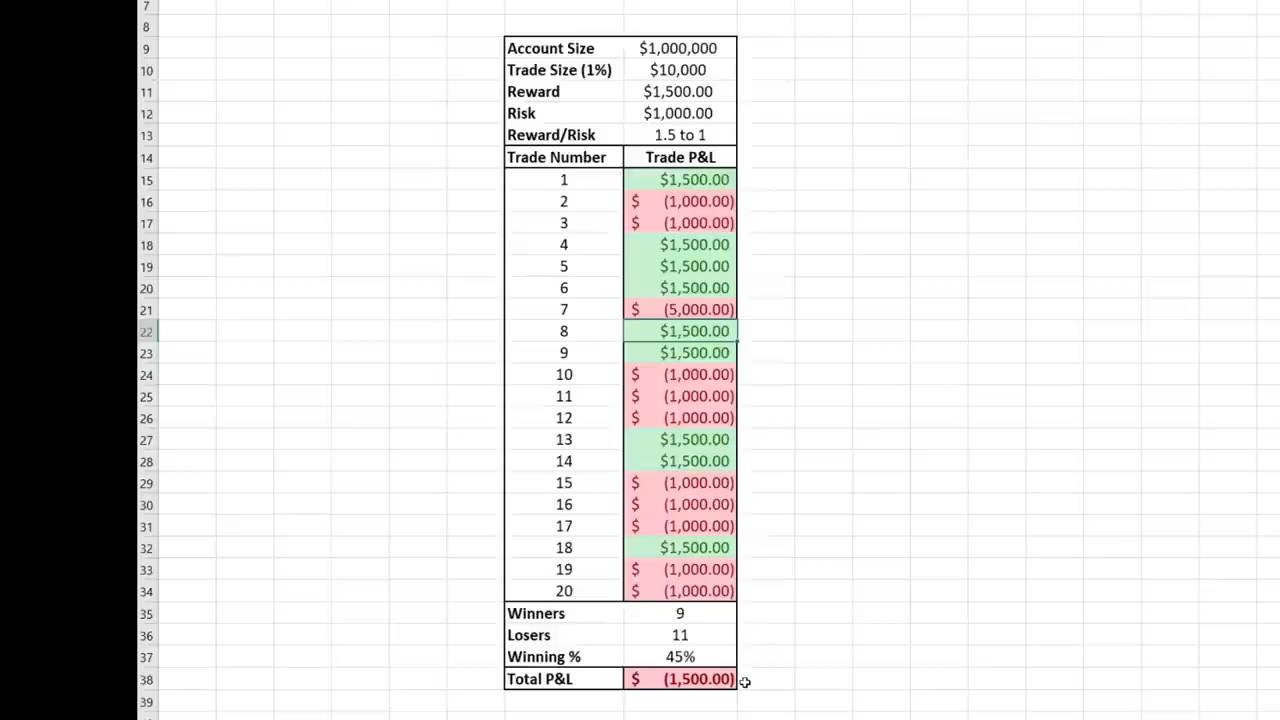 7
8
9 Account Size $1,000,000
10 Trade Size (1%) $10,000
11 Reward $1,500.00
12 Risk $1,000.00
13 Reward/Risk 1.5 to 1
14 Trade Number Trade P&L
15 1 $1,500.00
16 2 $ (1,000.00)
17 3 $ (1,000.00)
18 4 $1,500.00
19 5 $1,500.00
20 6 $1,500.00
21 7 $ (5,000.00)
22 8 $1,500.00
23 9 $1,500.00
24 10 $ (1,000.00)
25 11 $ (1,000.00)
26 12 $ (1,000.00)
27 13 $1,500.00
28 14 $1,500.00
29 15 $ (1,000.00)
30 16 $ (1,000.00)
31 17 $ (1,000.00)
32 18 $1,500.00
33 19 $ (1,000.00)
34 20 $ (1,000.00)
35 Winners 9
36 Losers 11
37 Winning % 45%
38 Total P&L $ (1,500.00)
39